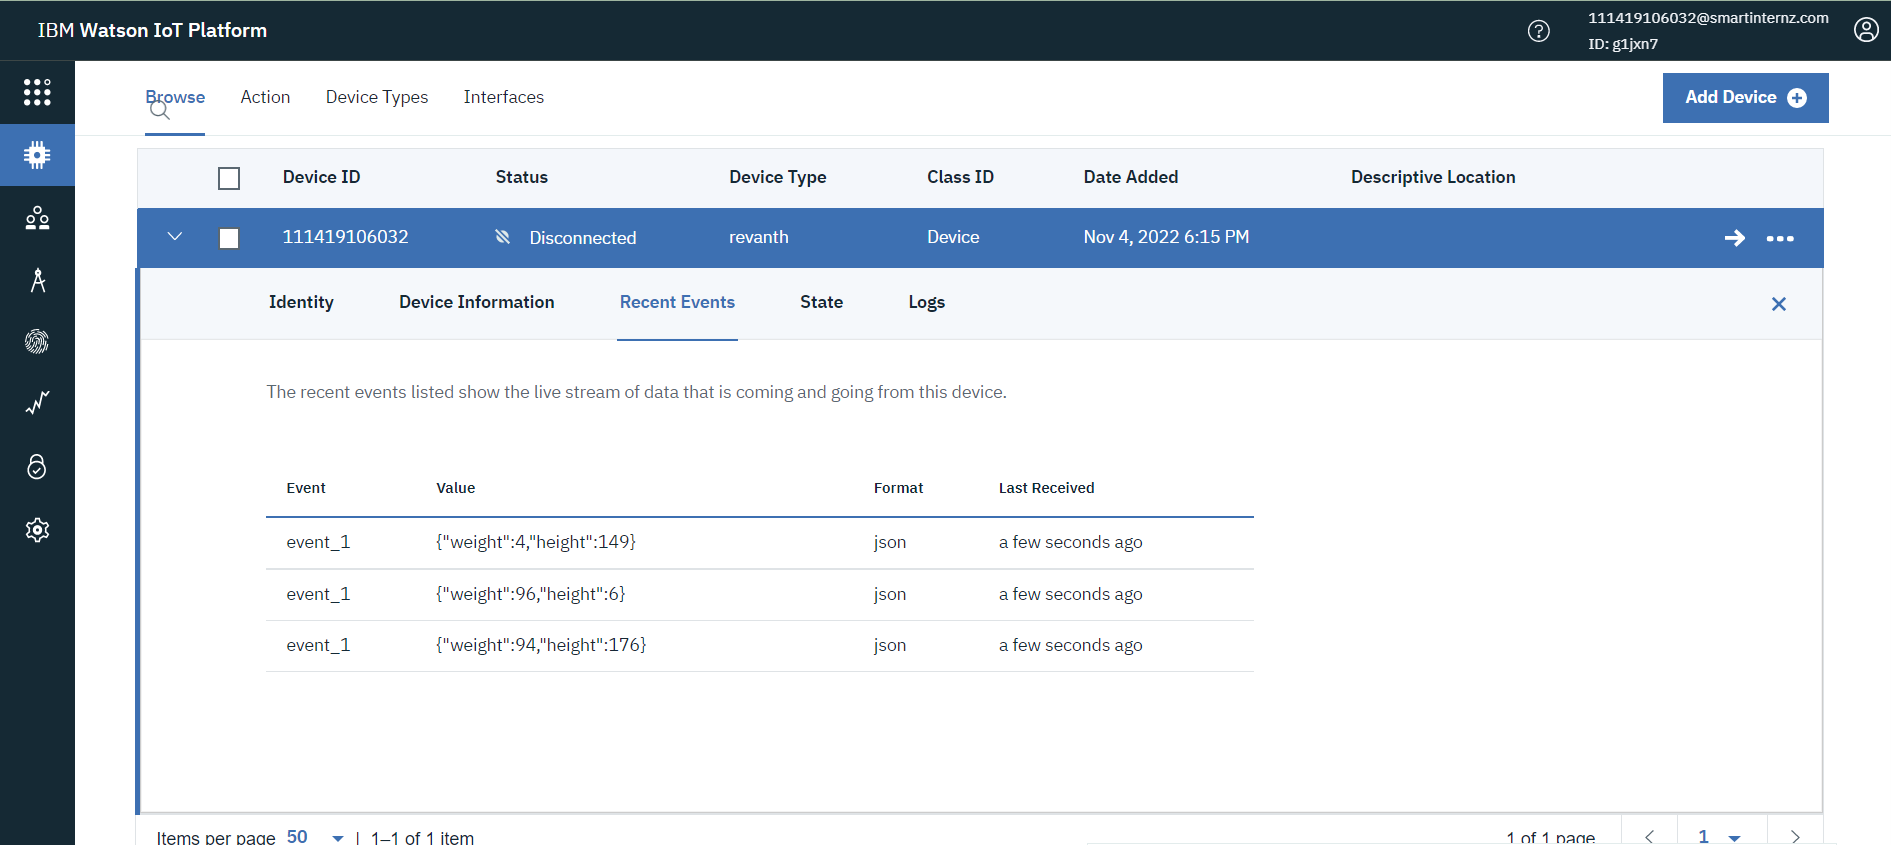 IBM Watson IoT Platform
111419106032@smartinternz.com
ID: g1jxn7
Browse Action Device Types Interfaces
Add Device
Device ID Status Device Type Class ID Date Added Descriptive Location
111419106032 Disconnected revanth Device Nov 4, 2022 6:15 PM
Identity Device Information Recent Events State Logs
The recent events listed show the live stream of data that is coming and going from this device.
Event Value Format Last Received
event_1 {"weight":4,"height":149} json a few seconds ago
event_1 {"weight":96,"height":6} json a few seconds ago
event_1 {"weight":94,"height":176} json a few seconds ago
Items per page 50 | 1–1 of 1 item 1 of 1 page 1